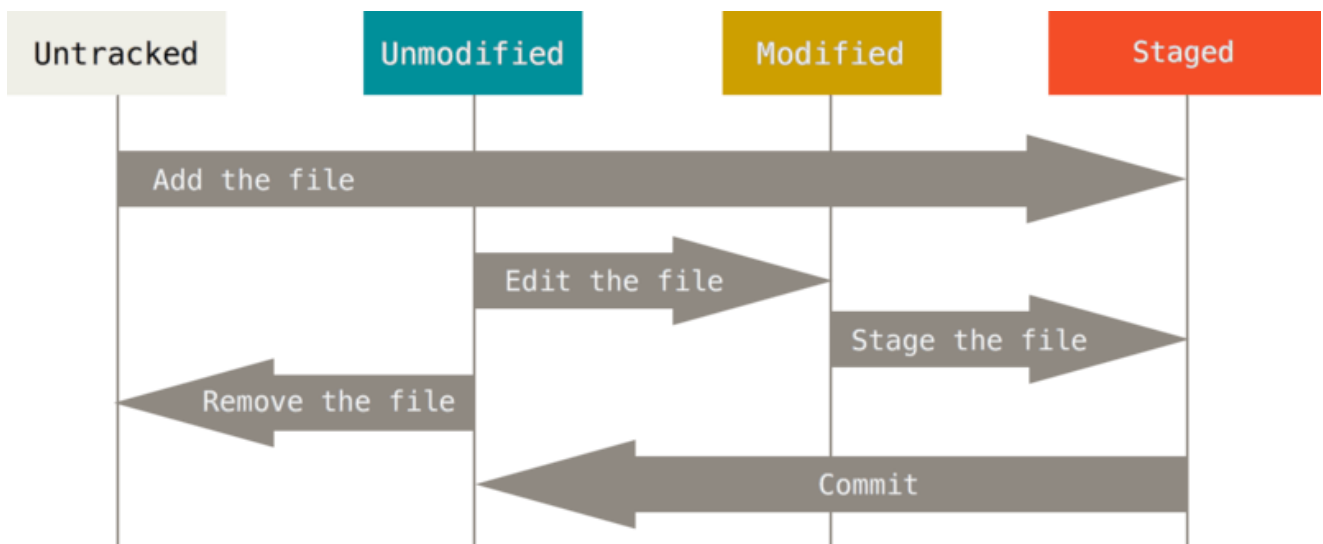 Untracked
Unmodified
Modified
Staged
Add the file
Edit the file
Stage the file
Remove the file
Commit